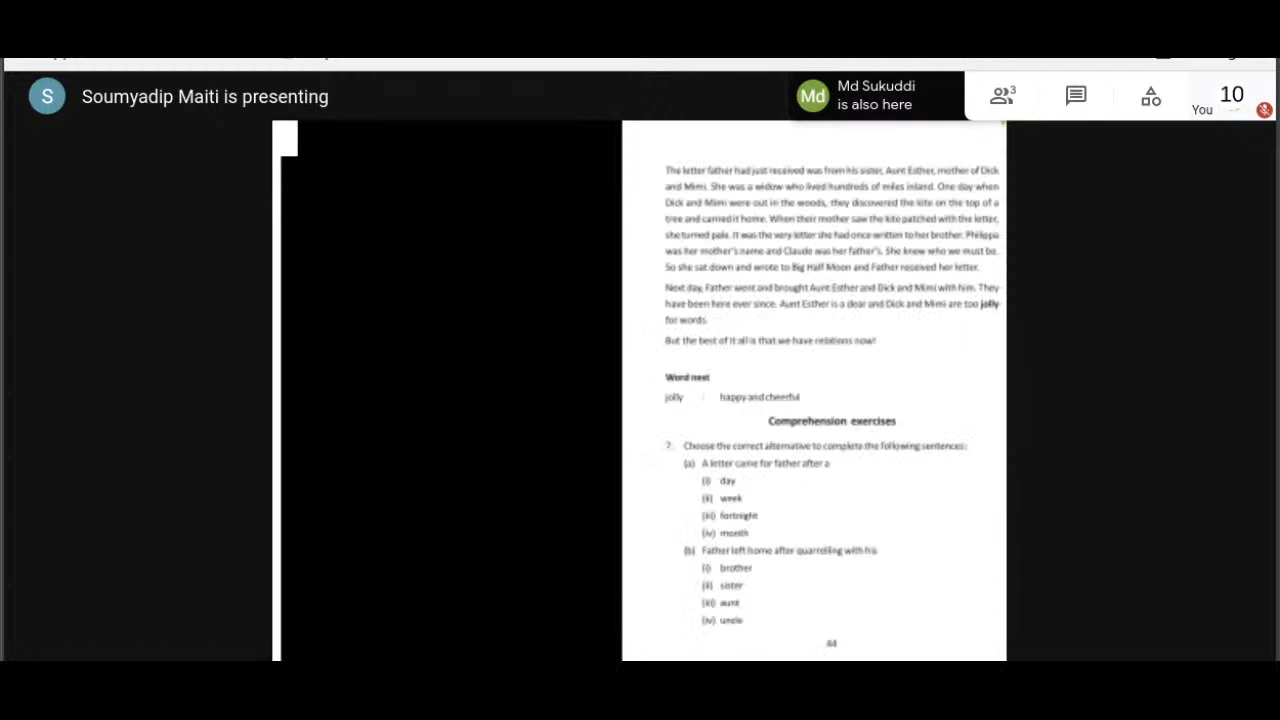 Soumyadip Maiti is presenting
Md Sukuddi
is also here
3
10
You
S
Md
The letter father had just received was from his sister, Aunt Esther, mother of Dick
and Mimi. She was a widow who lived hundreds of miles inland. One day when
Dick and Mimi were out in the woods, they discovered the kite on the top of a
tree and carried it home. When their mother saw the kite patched with the letter,
she turned pale. It was the very letter she had once written to her brother. Philippa
was her mother's name and Claude was her father's. She knew who we must be.
So she sat down and wrote to Big Half Moon and Father received her letter.
Next day, Father went and brought Aunt Esther and Dick and Mimi with him. They
have been here ever since. Aunt Esther is a dear and Dick and Mimi are too jolly
for words.
But the best of it all is that we have relations now!
Word nest
jolly : happy and cheerful
Comprehension exercises
7. Choose the correct alternative to complete the following sentences:
(a) A letter came for father after a
(i) day
(ii) week
(iii) fortnight
(iv) month
(b) Father left home after quarrelling with his
(i) brother
(ii) sister
(iii) aunt
(iv) uncle
44